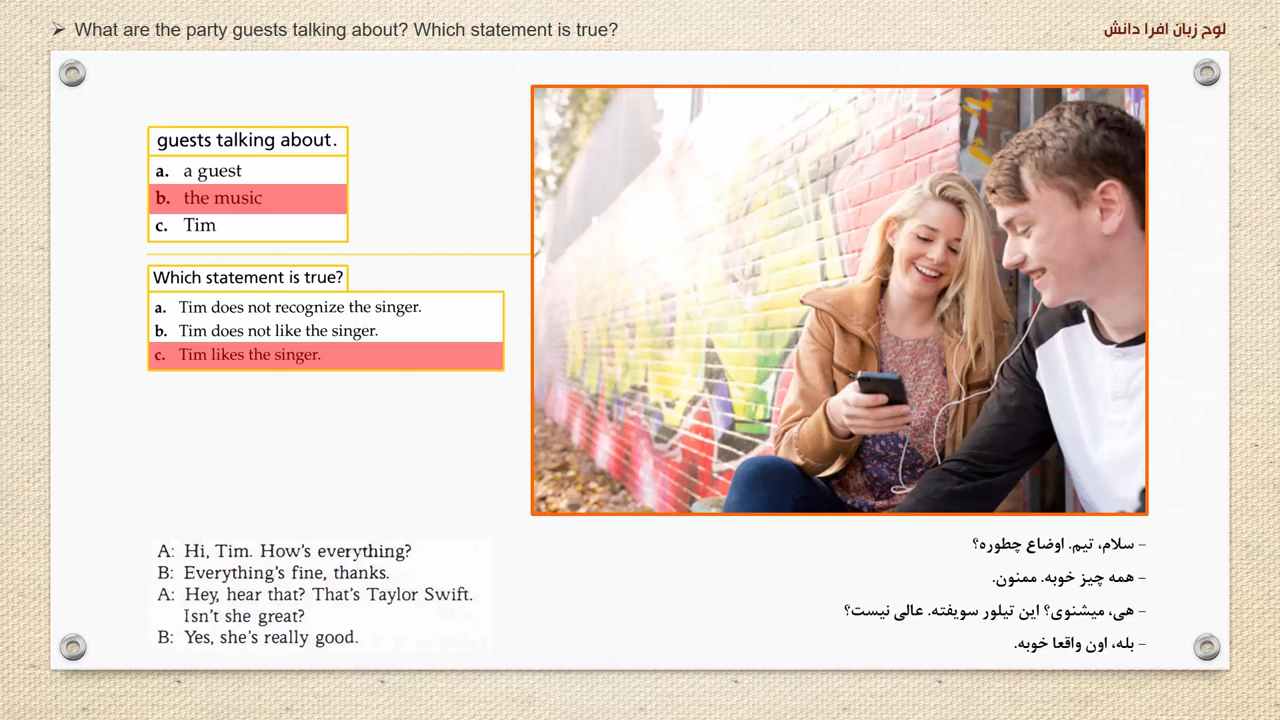 ➢ What are the party guests talking about? Which statement is true?
لوح زبان افرا دانش
guests talking about.
a. a guest
b. the music
c. Tim
Which statement is true?
a. Tim does not recognize the singer.
b. Tim does not like the singer.
c. Tim likes the singer.
A: Hi, Tim. How's everything?
B: Everything's fine, thanks.
A: Hey, hear that? That's Taylor Swift.
Isn't she great?
B: Yes, she's really good.
– سلام، تیم. اوضاع چطوره؟
– همه چیز خوبه. ممنون.
– هی، میشنوی؟ این تیلور سویفته. عالی نیست؟
– بله، اون واقعا خوبه.